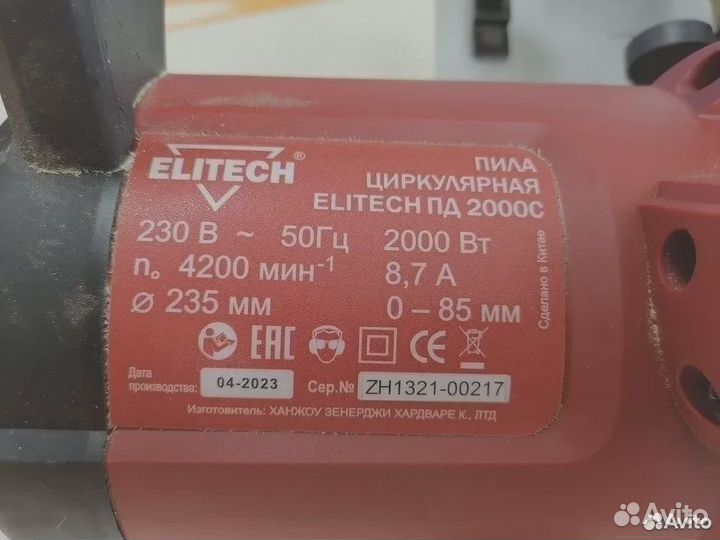 ELITECH®
ПИЛА
ЦИРКУЛЯРНАЯ
ELITECH ПД 2000С
230 В ~ 50Гц 2000 Вт
n₀ 4200 мин⁻¹ 8,7 А
⌀ 235 мм 0 – 85 мм
Сделано в Китае
EAC CE
Дата
производства: 04-2023 Сер.№ ZH1321-00217
Изготовитель: ХАНЖОУ ЗЕНЕРДЖИ ХАРДВАРЕ К., ЛТД
Avito
Avito